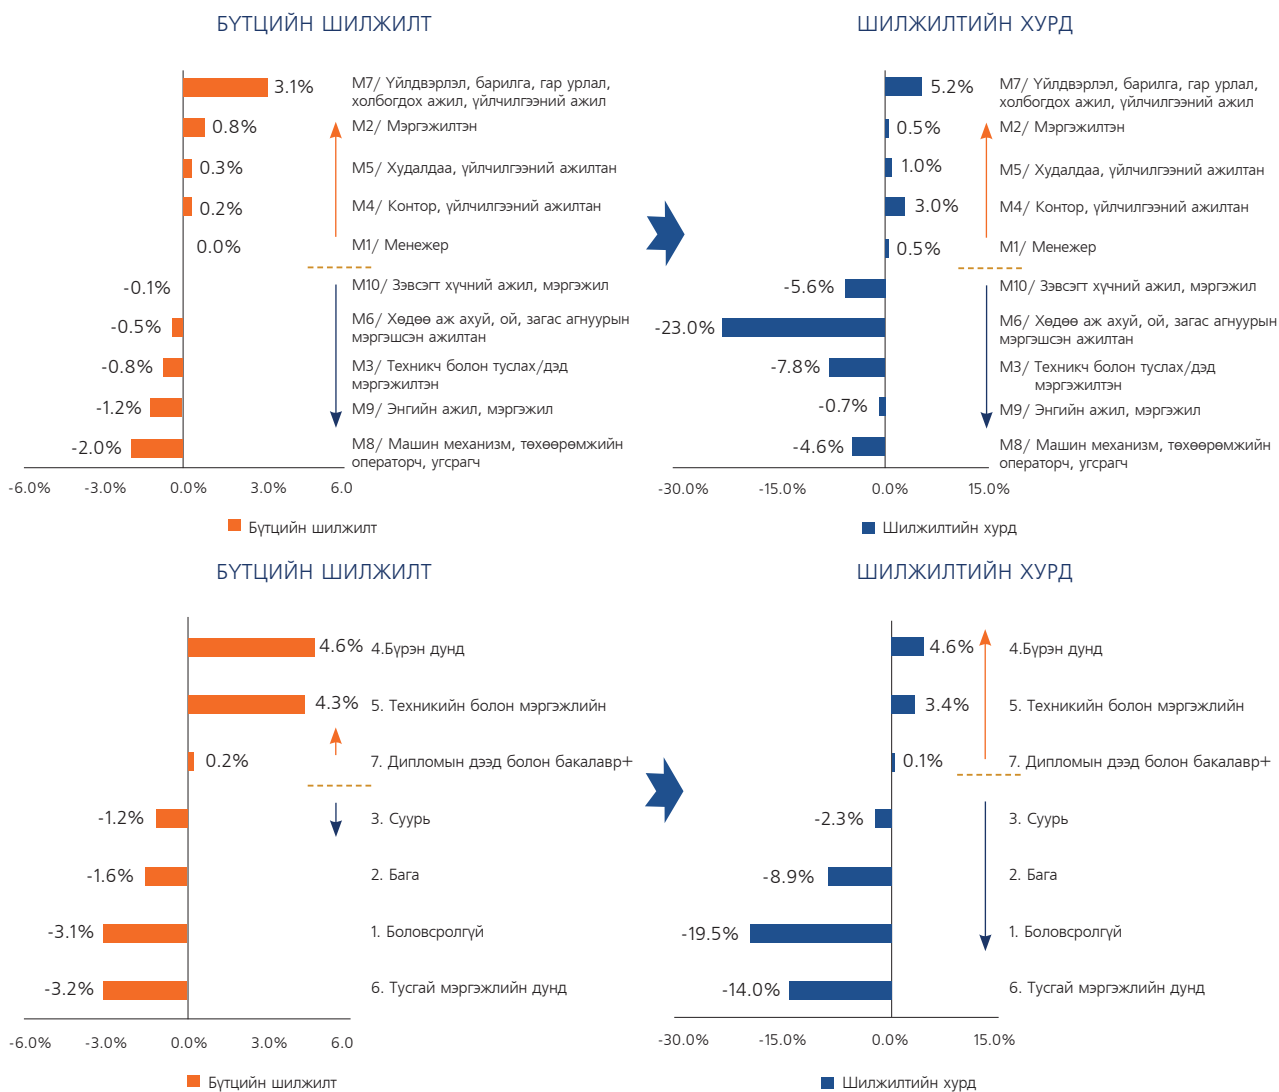 БҮТЦИЙН ШИЛЖИЛТ
3.1%
М7/ Үйлдвэрлэл, барилга, гар урлал,
холбогдох ажил, үйлчилгээний ажил
0.8%
М2/ Мэргэжилтэн
0.3%
М5/ Худалдаа, үйлчилгээний ажилтан
0.2%
М4/ Контор, үйлчилгээний ажилтан
0.0%
М1/ Менежер
-0.1%
М10/ Зэвсэгт хүчний ажил, мэргэжил
-0.5%
М6/ Хөдөө аж ахуй, ой, загас агнуурын
мэргэшсэн ажилтан
-0.8%
М3/ Техникч болон туслах/дэд
мэргэжилтэн
-1.2%
М9/ Энгийн ажил, мэргэжил
-2.0%
М8/ Машин механизм, төхөөрөмжийн
операторч, угсрагч
-6.0% -3.0% 0.0% 3.0% 6.0
Бүтцийн шилжилт
ШИЛЖИЛТИЙН ХУРД
5.2%
М7/ Үйлдвэрлэл, барилга, гар урлал,
холбогдох ажил, үйлчилгээний ажил
0.5%
М2/ Мэргэжилтэн
1.0%
М5/ Худалдаа, үйлчилгээний ажилтан
3.0%
М4/ Контор, үйлчилгээний ажилтан
0.5%
М1/ Менежер
-5.6%
М10/ Зэвсэгт хүчний ажил, мэргэжил
-23.0%
М6/ Хөдөө аж ахуй, ой, загас агнуурын
мэргэшсэн ажилтан
-7.8%
М3/ Техникч болон туслах/дэд
мэргэжилтэн
-0.7%
М9/ Энгийн ажил, мэргэжил
-4.6%
М8/ Машин механизм, төхөөрөмжийн
операторч, угсрагч
-30.0% -15.0% 0.0% 15.0%
Шилжилтийн хурд
БҮТЦИЙН ШИЛЖИЛТ
4.6% 4.Бүрэн дунд
4.3% 5. Техникийн болон мэргэжлийн
0.2% 7. Дипломын дээд болон бакалавр+
-1.2% 3. Суурь
-1.6% 2. Бага
-3.1% 1. Боловсролгүй
-3.2% 6. Тусгай мэргэжлийн дунд
-6.0% -3.0% 0.0% 3.0% 6.0
Бүтцийн шилжилт
ШИЛЖИЛТИЙН ХУРД
4.6% 4.Бүрэн дунд
3.4% 5. Техникийн болон мэргэжлийн
0.1% 7. Дипломын дээд болон бакалавр+
-2.3% 3. Суурь
-8.9% 2. Бага
-19.5% 1. Боловсролгүй
-14.0% 6. Тусгай мэргэжлийн дунд
-30.0% -15.0% 0.0% 15.0%
Шилжилтийн хурд